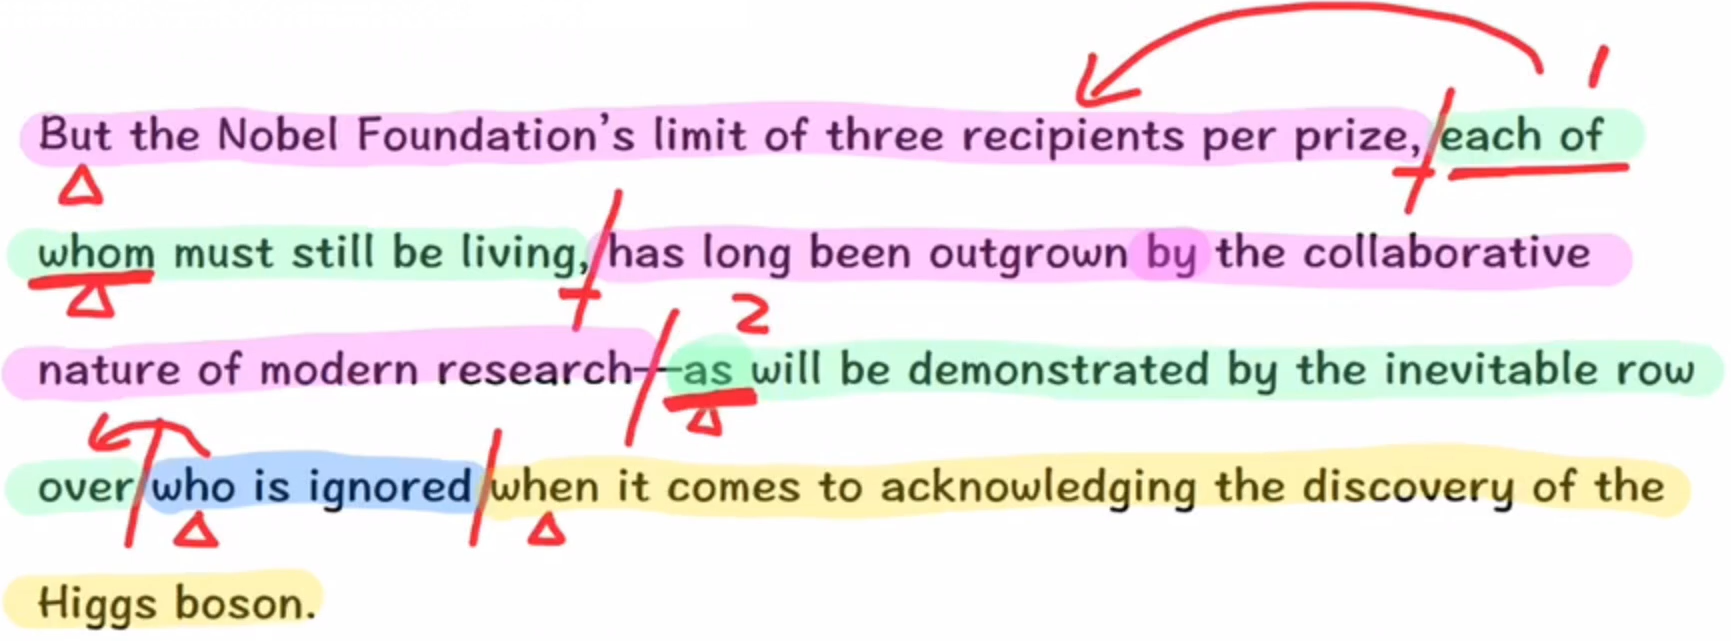 1
But the Nobel Foundation's limit of three recipients per prize, each of
whom must still be living, has long been outgrown by the collaborative
2
nature of modern research—as will be demonstrated by the inevitable row
over who is ignored when it comes to acknowledging the discovery of the
Higgs boson.